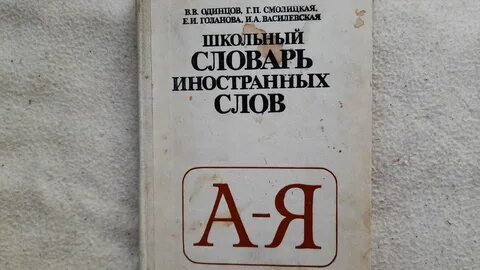 В.В. ОДИНЦОВ, Г.П. СМОЛИЦКАЯ,
Е.И. ГОЛАНОВА, И.А. ВАСИЛЕВСКАЯ
ШКОЛЬНЫЙ
СЛОВАРЬ
ИНОСТРАННЫХ
СЛОВ
А-Я